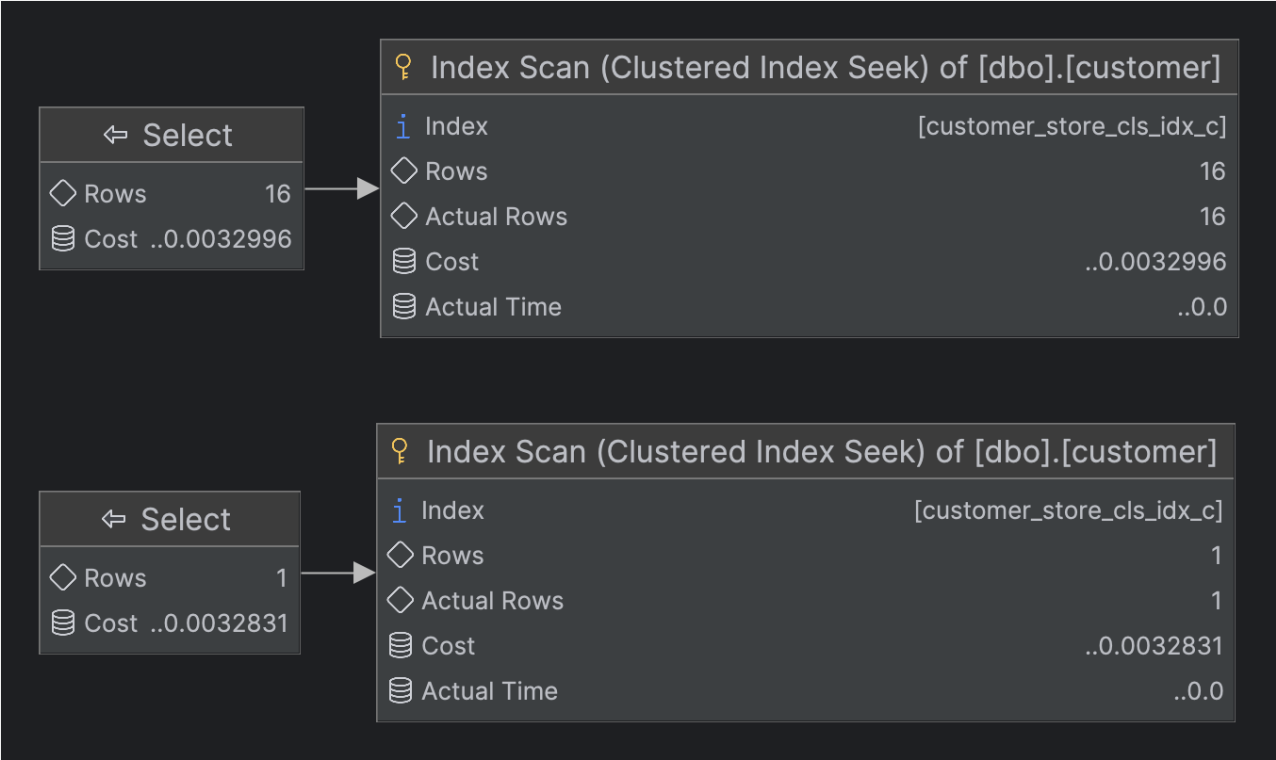 Index Scan (Clustered Index Seek) of [dbo].[customer]
Index [customer_store_cls_idx_c]
Rows 16
Actual Rows 16
Cost ..0.0032996
Actual Time ..0.0
Select
Rows 16
Cost ..0.0032996
Index Scan (Clustered Index Seek) of [dbo].[customer]
Index [customer_store_cls_idx_c]
Rows 1
Actual Rows 1
Cost ..0.0032831
Actual Time ..0.0
Select
Rows 1
Cost ..0.0032831